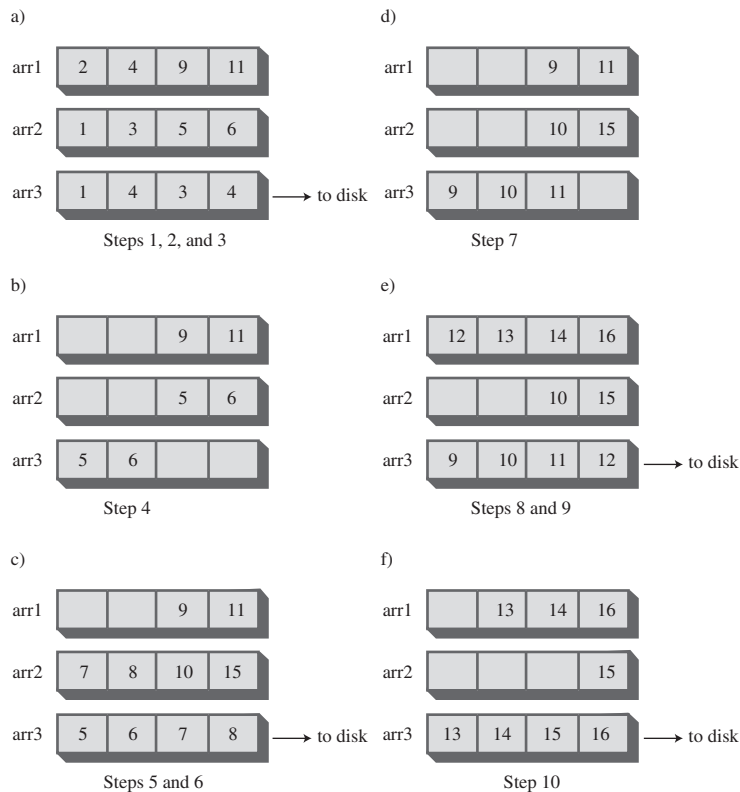 a)
arr1 2 4 9 11
arr2 1 3 5 6
arr3 1 4 3 4 to disk
Steps 1, 2, and 3
b)
arr1 9 11
arr2 5 6
arr3 5 6
Step 4
c)
arr1 9 11
arr2 7 8 10 15
arr3 5 6 7 8 to disk
Steps 5 and 6
d)
arr1 9 11
arr2 10 15
arr3 9 10 11
Step 7
e)
arr1 12 13 14 16
arr2 10 15
arr3 9 10 11 12 to disk
Steps 8 and 9
f)
arr1 13 14 16
arr2 15
arr3 13 14 15 16 to disk
Step 10